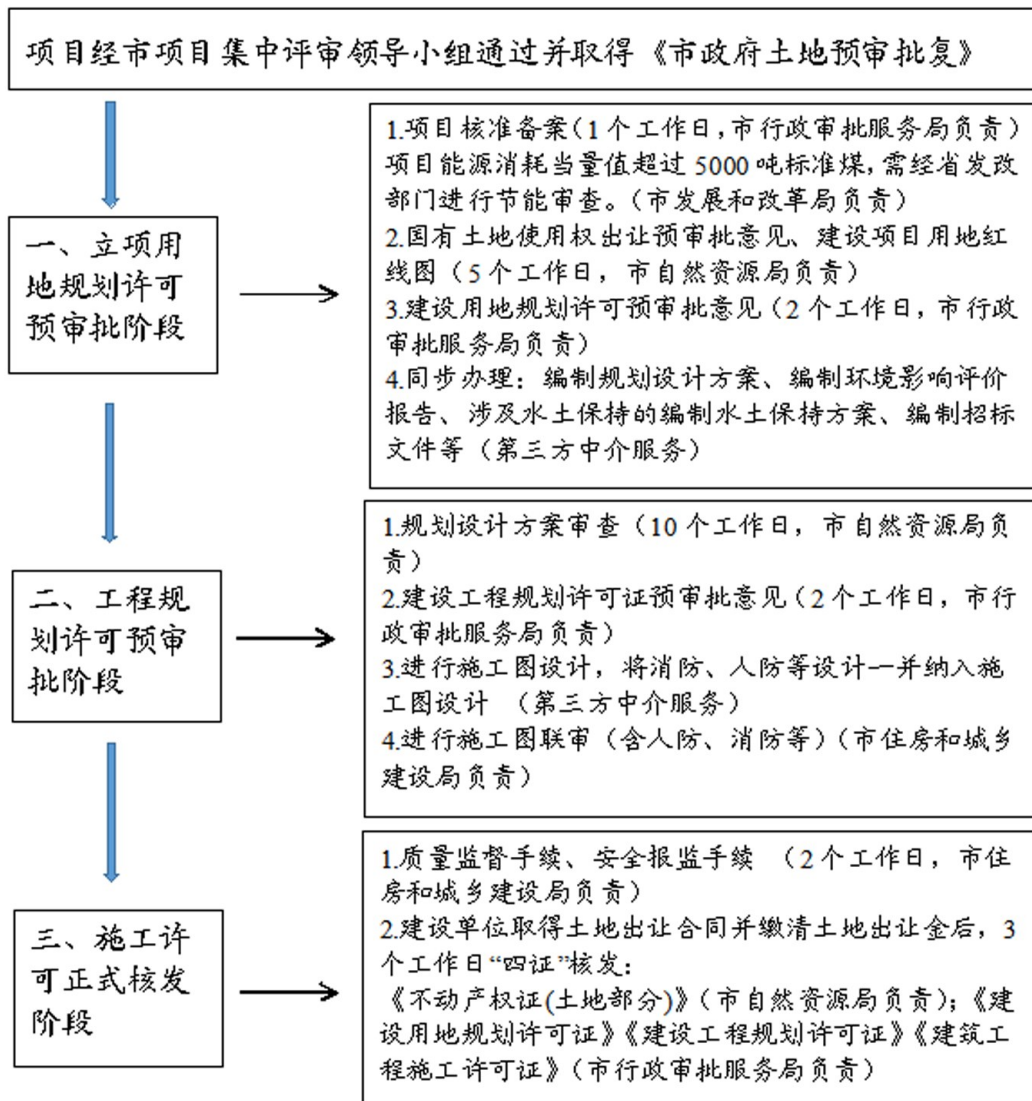 项目经市项目集中评审领导小组通过并取得《市政府土地预审批复》
一、立项用
地规划许可
预审批阶段
1.项目核准备案(1 个工作日,市行政审批服务局负责)
项目能源消耗当量值超过 5000 吨标准煤,需经省发改
部门进行节能审查。(市发展和改革局负责)
2.国有土地使用权出让预审批意见、建设项目用地红
线图（5 个工作日，市自然资源局负责）
3.建设用地规划许可预审批意见（2 个工作日，市行政
审批服务局负责）
4.同步办理：编制规划设计方案、编制环境影响评价
报告、涉及水土保持的编制水土保持方案、编制招标
文件等（第三方中介服务）
二、工程规
划许可预审
批阶段
1.规划设计方案审查（10 个工作日，市自然资源局负
责）
2.建设工程规划许可证预审批意见（2 个工作日，市行
政审批服务局负责）
3.进行施工图设计，将消防、人防等设计一并纳入施
工图设计 （第三方中介服务）
4.进行施工图联审（含人防、消防等）（市住房和城乡
建设局负责）
三、施工许
可正式核发
阶段
1.质量监督手续、安全报监手续 （2 个工作日，市住
房和城乡建设局负责）
2.建设单位取得土地出让合同并缴清土地出让金后，3
个工作日“四证”核发：
《不动产权证(土地部分)》（市自然资源局负责）；《建
设用地规划许可证》《建设工程规划许可证》《建筑工
程施工许可证》（市行政审批服务局负责）